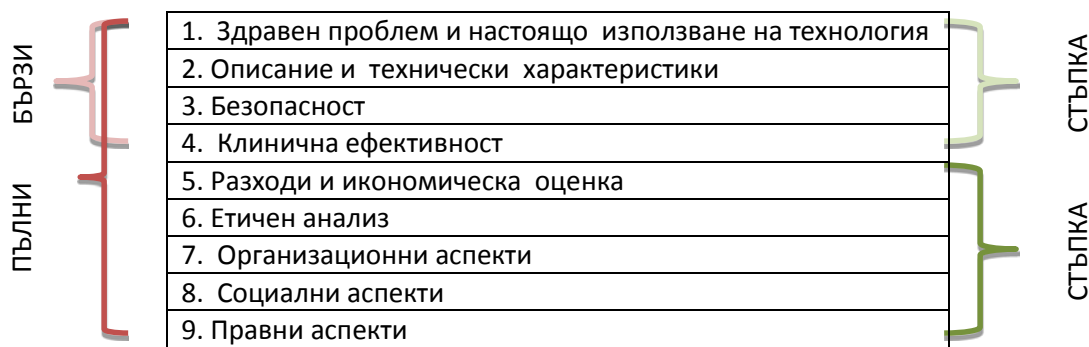 БЪРЗИ
ПЪЛНИ
1. Здравен проблем и настоящо използване на технология
2. Описание и технически характеристики
3. Безопасност
4. Клинична ефективност
5. Разходи и икономическа оценка
6. Етичен анализ
7. Организационни аспекти
8. Социални аспекти
9. Правни аспекти
СТЪПКА
СТЪПКА